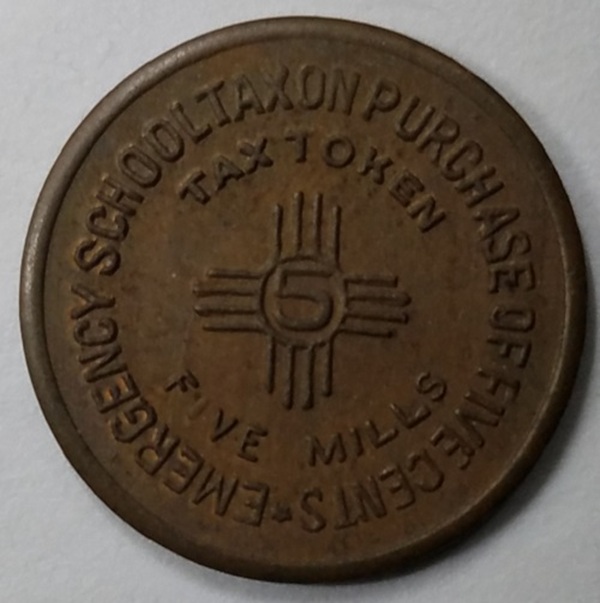 EMERGENCY SCHOOL TAX ON PURCHASE OF FIVE CENTS
TAX TOKEN
5
FIVE MILLS